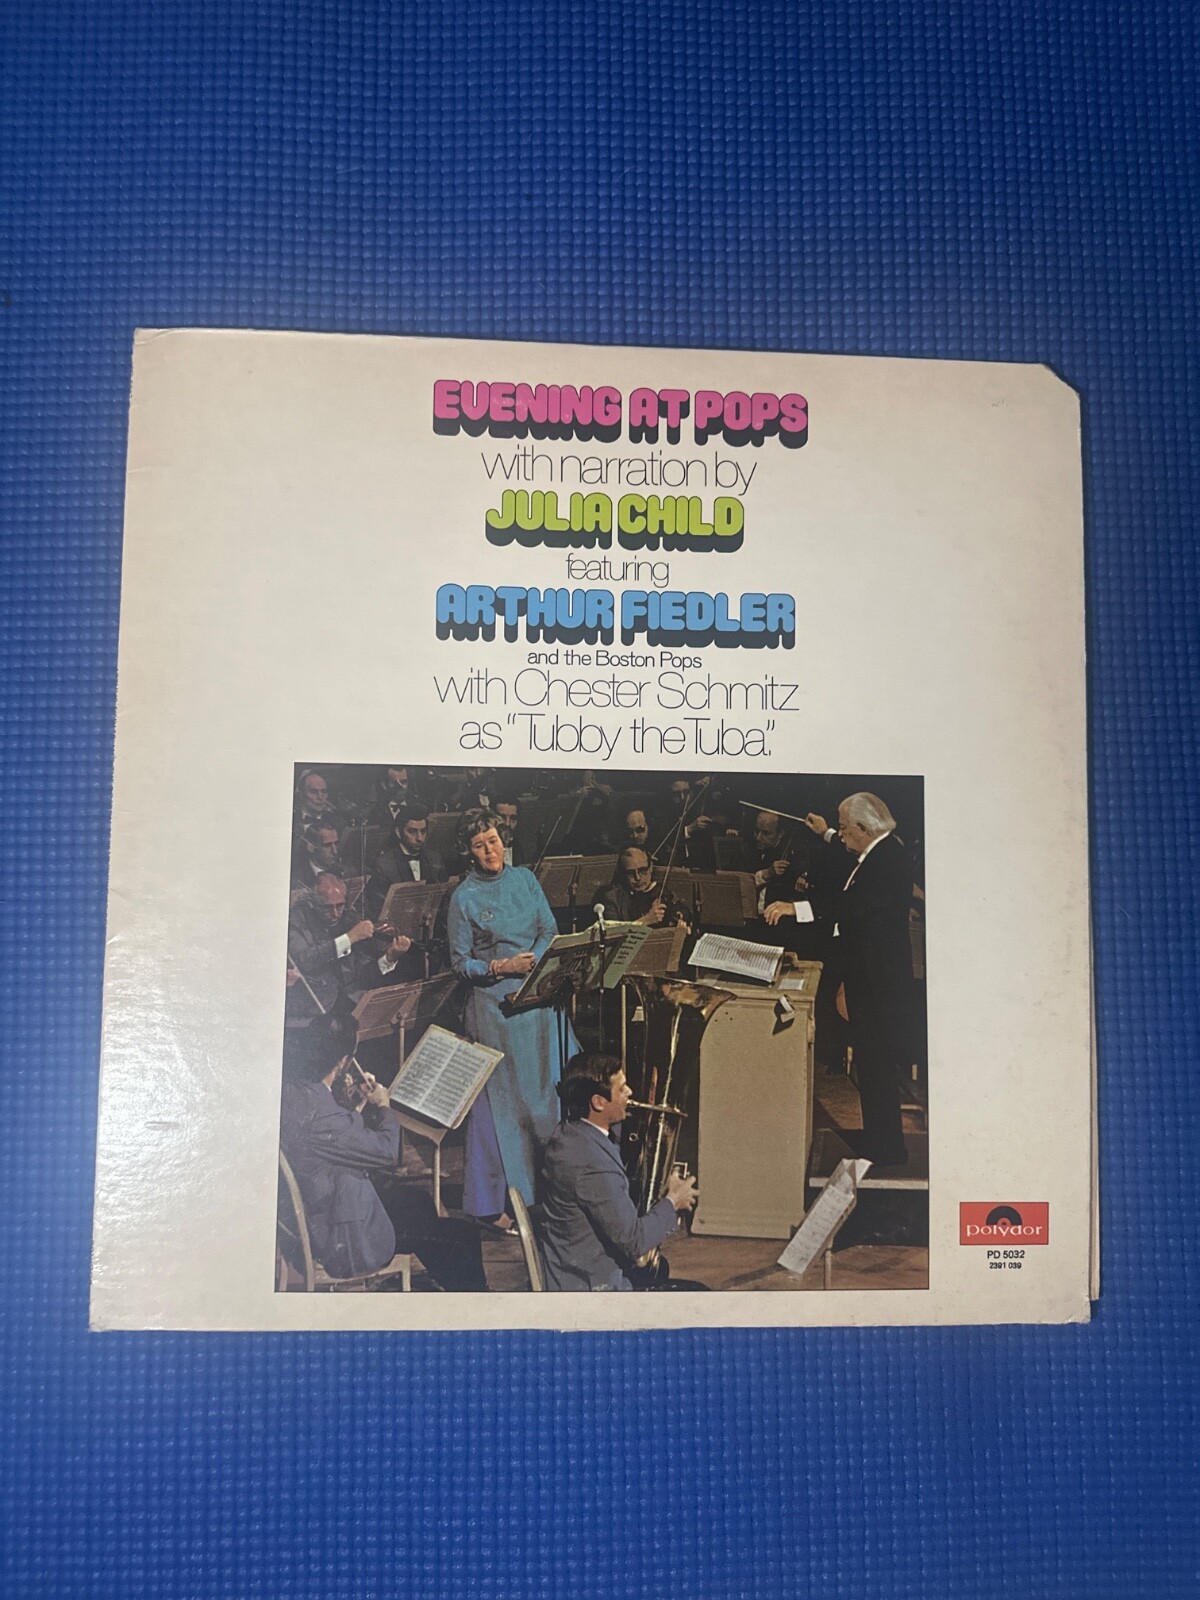 EVENING AT POPS
with narration by
JULIA CHILD
featuring
ARTHUR FIEDLER
and the Boston Pops
with Chester Schmitz
as "Tubby the Tuba".
polydor
PD 5032
2391 039